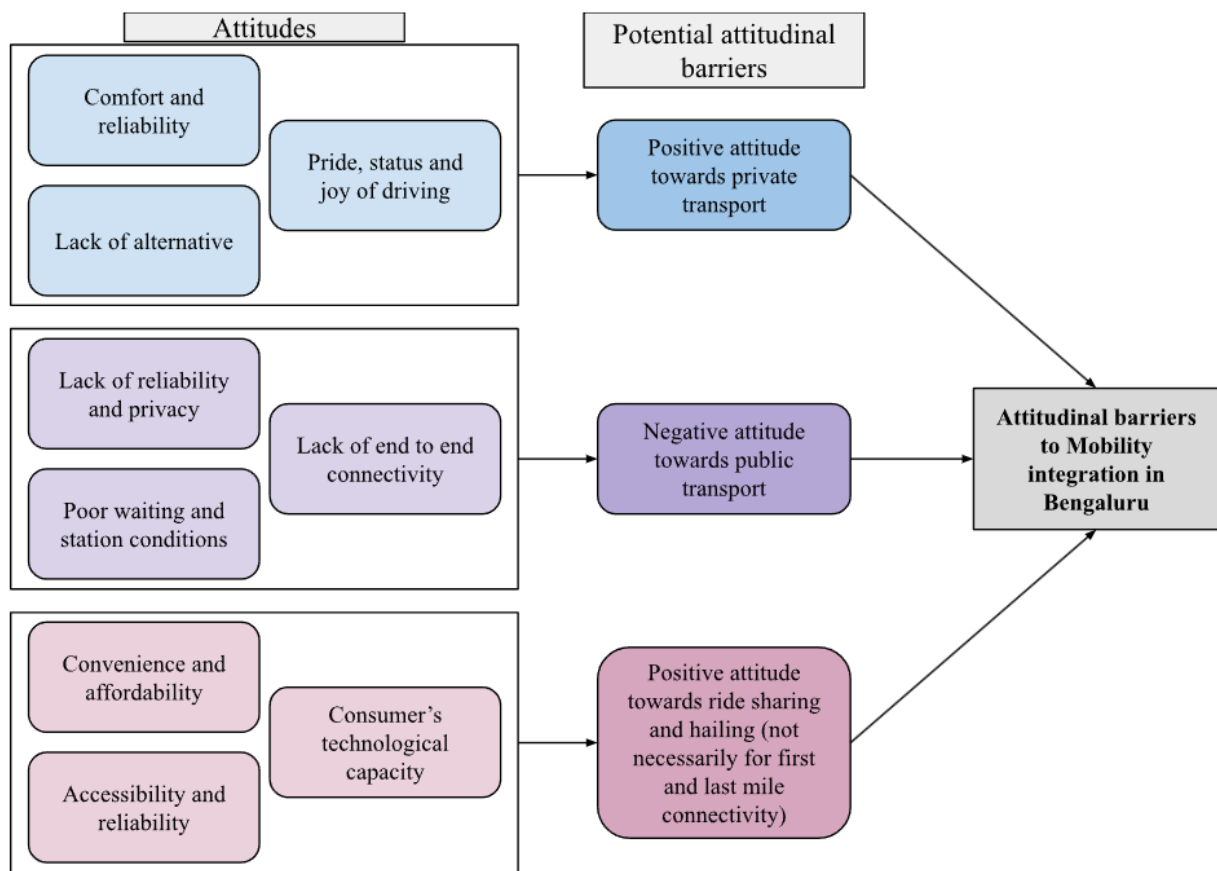 Attitudes
Potential attitudinal
barriers
Comfort and
reliability
Pride, status and
joy of driving
Lack of alternative
Positive attitude
towards private
transport
Lack of reliability
and privacy
Lack of end to end
connectivity
Poor waiting and
station conditions
Negative attitude
towards public
transport
Attitudinal barriers
to Mobility
integration in
Bengaluru
Convenience and
affordability
Consumer’s
technological
capacity
Accessibility and
reliability
Positive attitude
towards ride sharing
and hailing (not
necessarily for first
and last mile
connectivity)